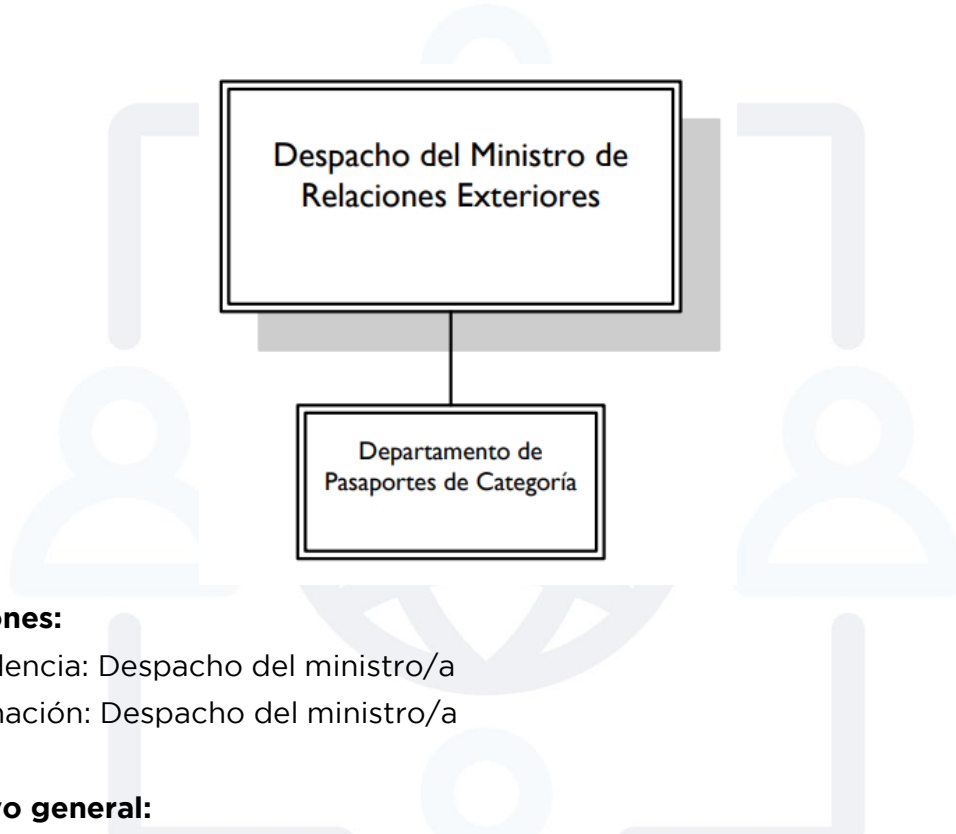 Despacho del Ministro de
Relaciones Exteriores
Departamento de
Pasaportes de Categoría
ones:
dencia: Despacho del ministro/a
nación: Despacho del ministro/a
vo general: